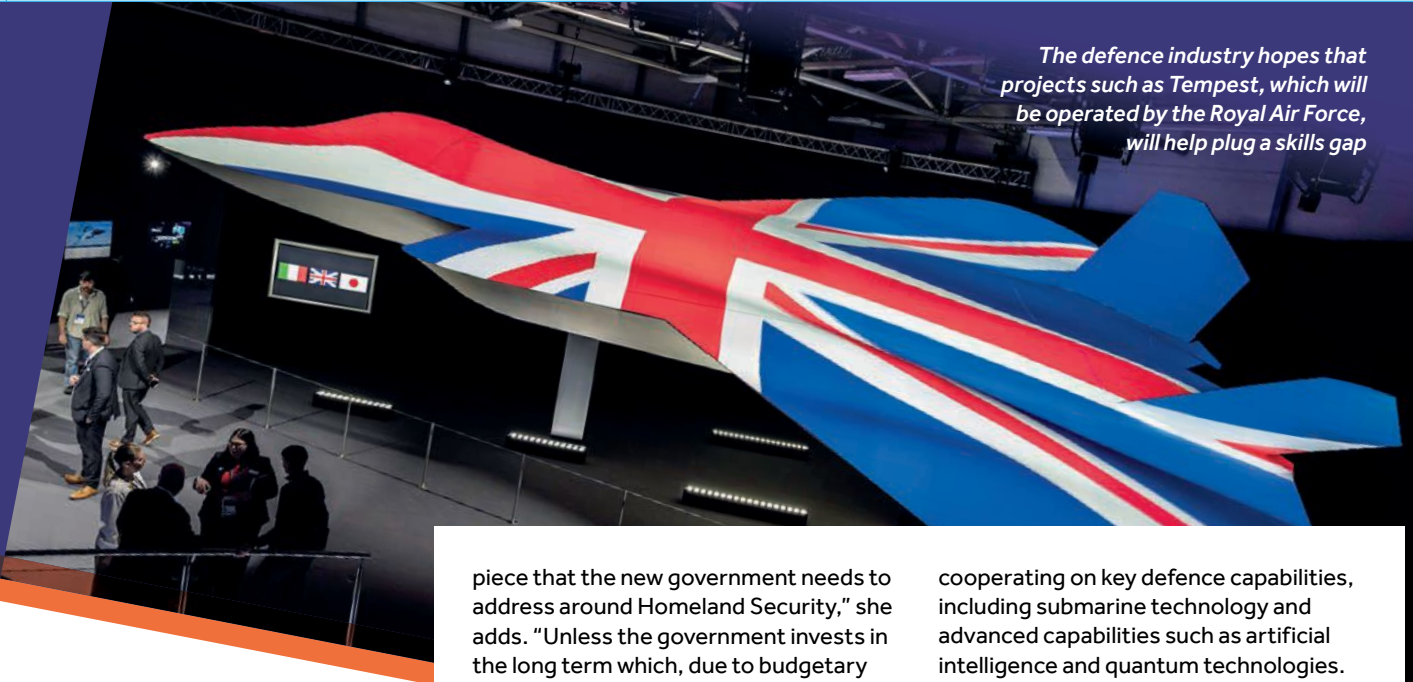 The defence industry hopes that
projects such as Tempest, which will
be operated by the Royal Air Force,
will help plug a skills gap
piece that the new government needs to
address around Homeland Security,” she
adds. “Unless the government invests in
the long term which, due to budgetary
cooperating on key defence capabilities,
including submarine technology and
advanced capabilities such as artificial
intelligence and quantum technologies.